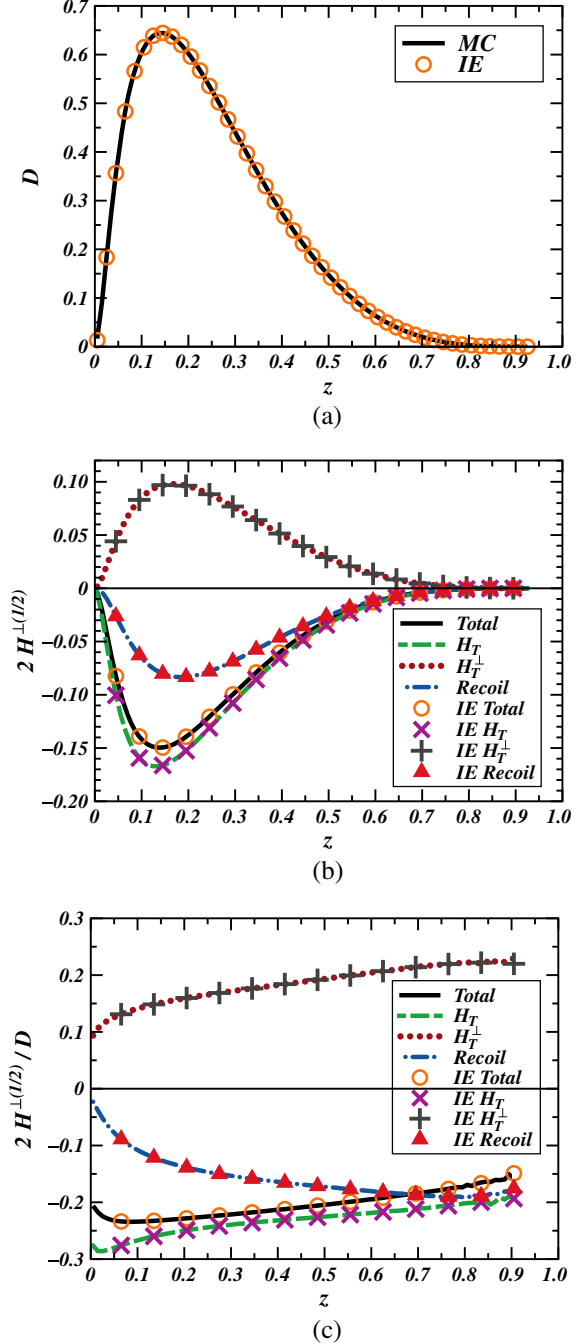 0.7
0.6
0.5
0.4
0.3
0.2
0.1
0
D
MC
IE
0 0.1 0.2 0.3 0.4 0.5 0.6 0.7 0.8 0.9 1.0
z
(a)
0.10
0.05
0
−0.05
−0.10
−0.15
−0.20
2 H⊥(1/2)
Total
H_T
H_T^⊥
Recoil
IE Total
IE H_T
IE H_T^⊥
IE Recoil
0 0.1 0.2 0.3 0.4 0.5 0.6 0.7 0.8 0.9 1.0
z
(b)
0.3
0.2
0.1
0
−0.1
−0.2
−0.3
2 H⊥(1/2) / D
Total
H_T
H_T^⊥
Recoil
IE Total
IE H_T
IE H_T^⊥
IE Recoil
0 0.1 0.2 0.3 0.4 0.5 0.6 0.7 0.8 0.9 1.0
z
(c)